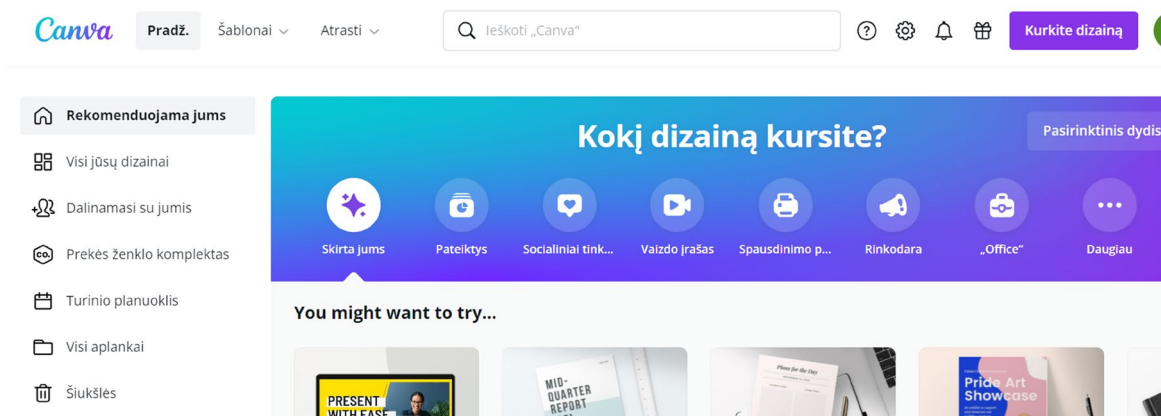 Canva
Pradž.
Šablonai
Atrasti
Ieškoti „Canva“
Kurkite dizainą
Rekomenduojama jums
Visi jūsų dizainai
Dalinamasi su jumis
Prekės ženklo komplektas
Turinio planuoklis
Visi aplankai
Šiukšlės
Kokį dizainą kursite?
Pasirinktinis dydis
Skirta jums
Pateiktys
Socialiniai tink...
Vaizdo įrašas
Spausdinimo p...
Rinkodara
„Office“
Daugiau
You might want to try...
PRESENT
WITH EASE
MID-
QUARTER
REPORT
Plans for the Day
Pride Art
Showcase